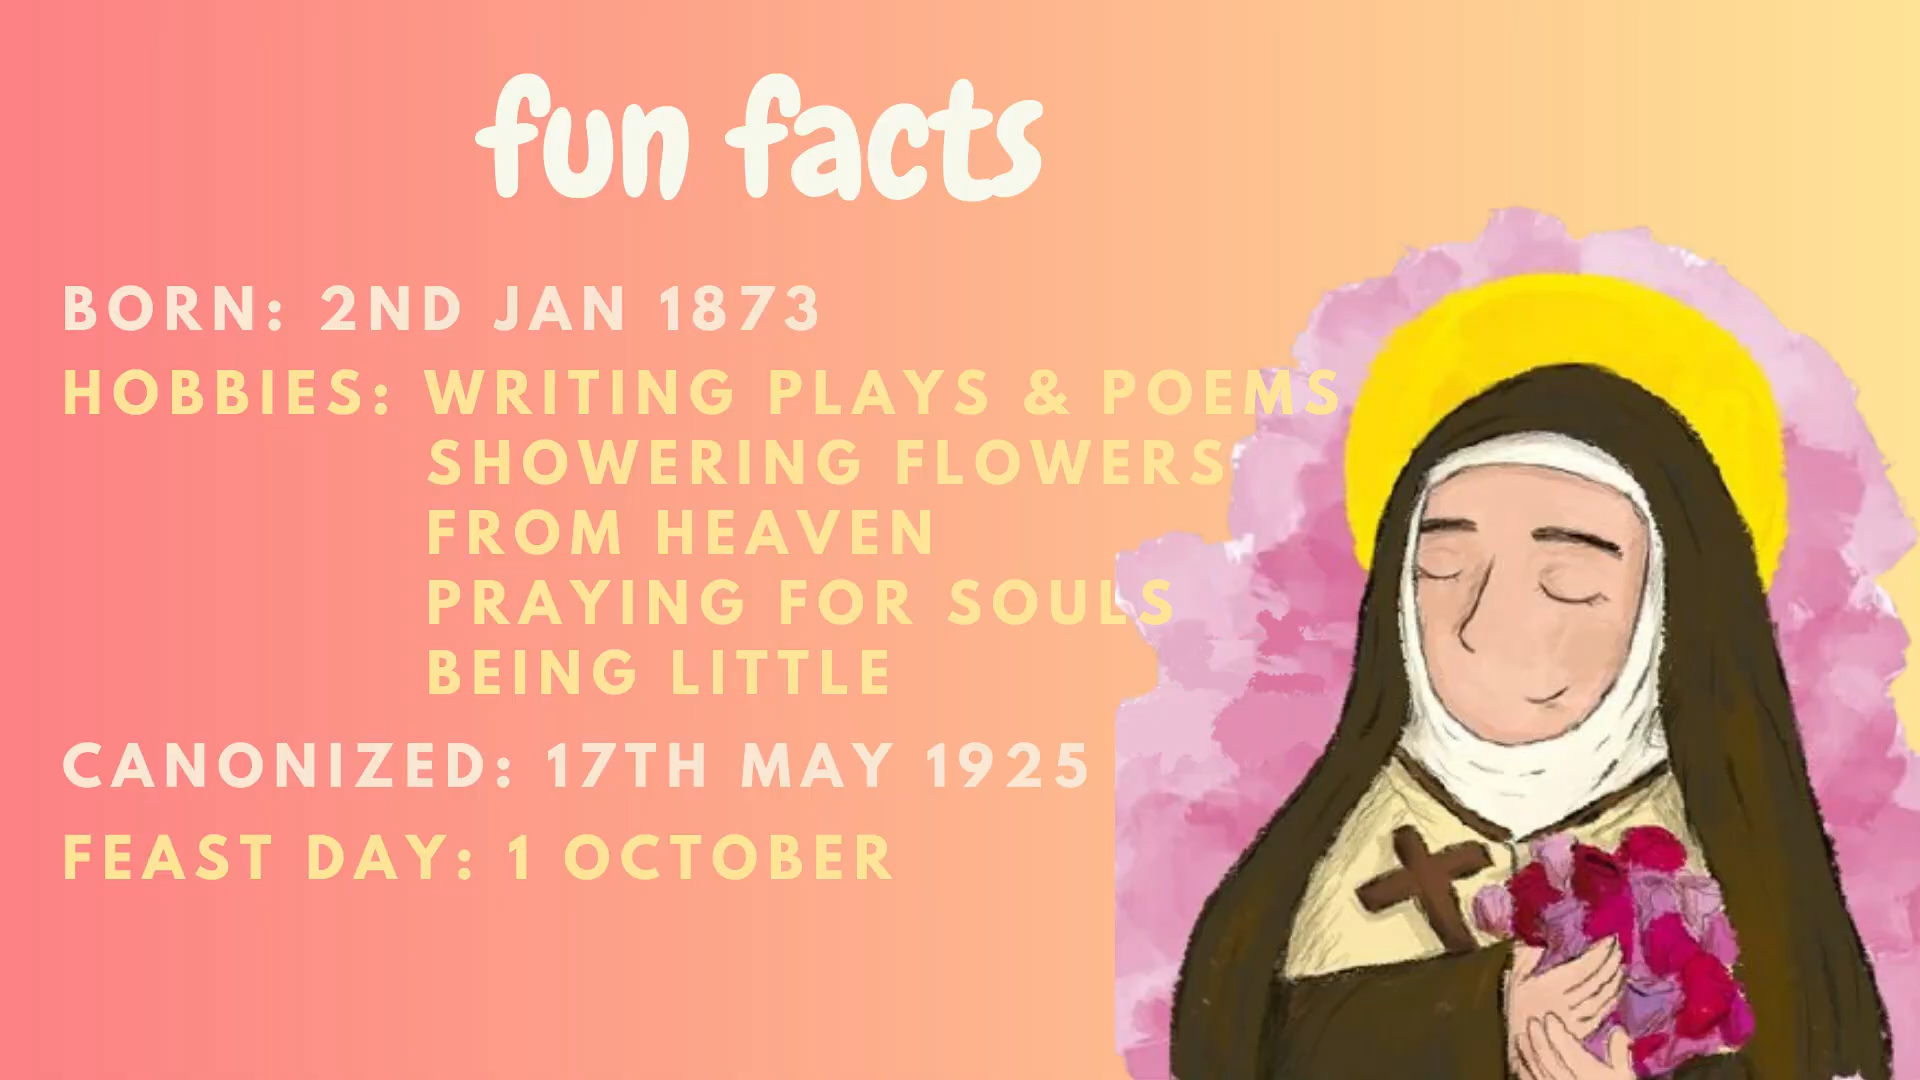 fun facts
BORN: 2ND JAN 1873
HOBBIES: WRITING PLAYS & POEMS
SHOWERING FLOWERS
FROM HEAVEN
PRAYING FOR SOULS
BEING LITTLE
CANONIZED: 17TH MAY 1925
FEAST DAY: 1 OCTOBER